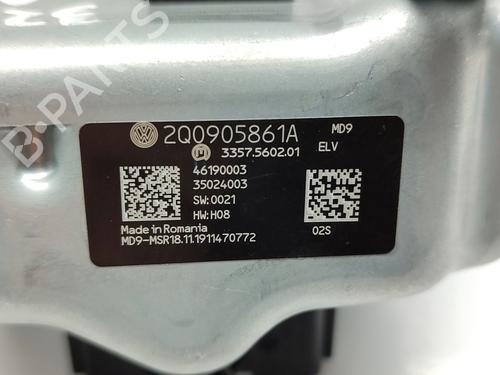 B-PARTS
2Q0905861A MD9
3357.5602.01 ELV
46190003
35024003
SW:0021
HW:H08
Made in Romania
MD9-MSR18.11.1911470772
02S